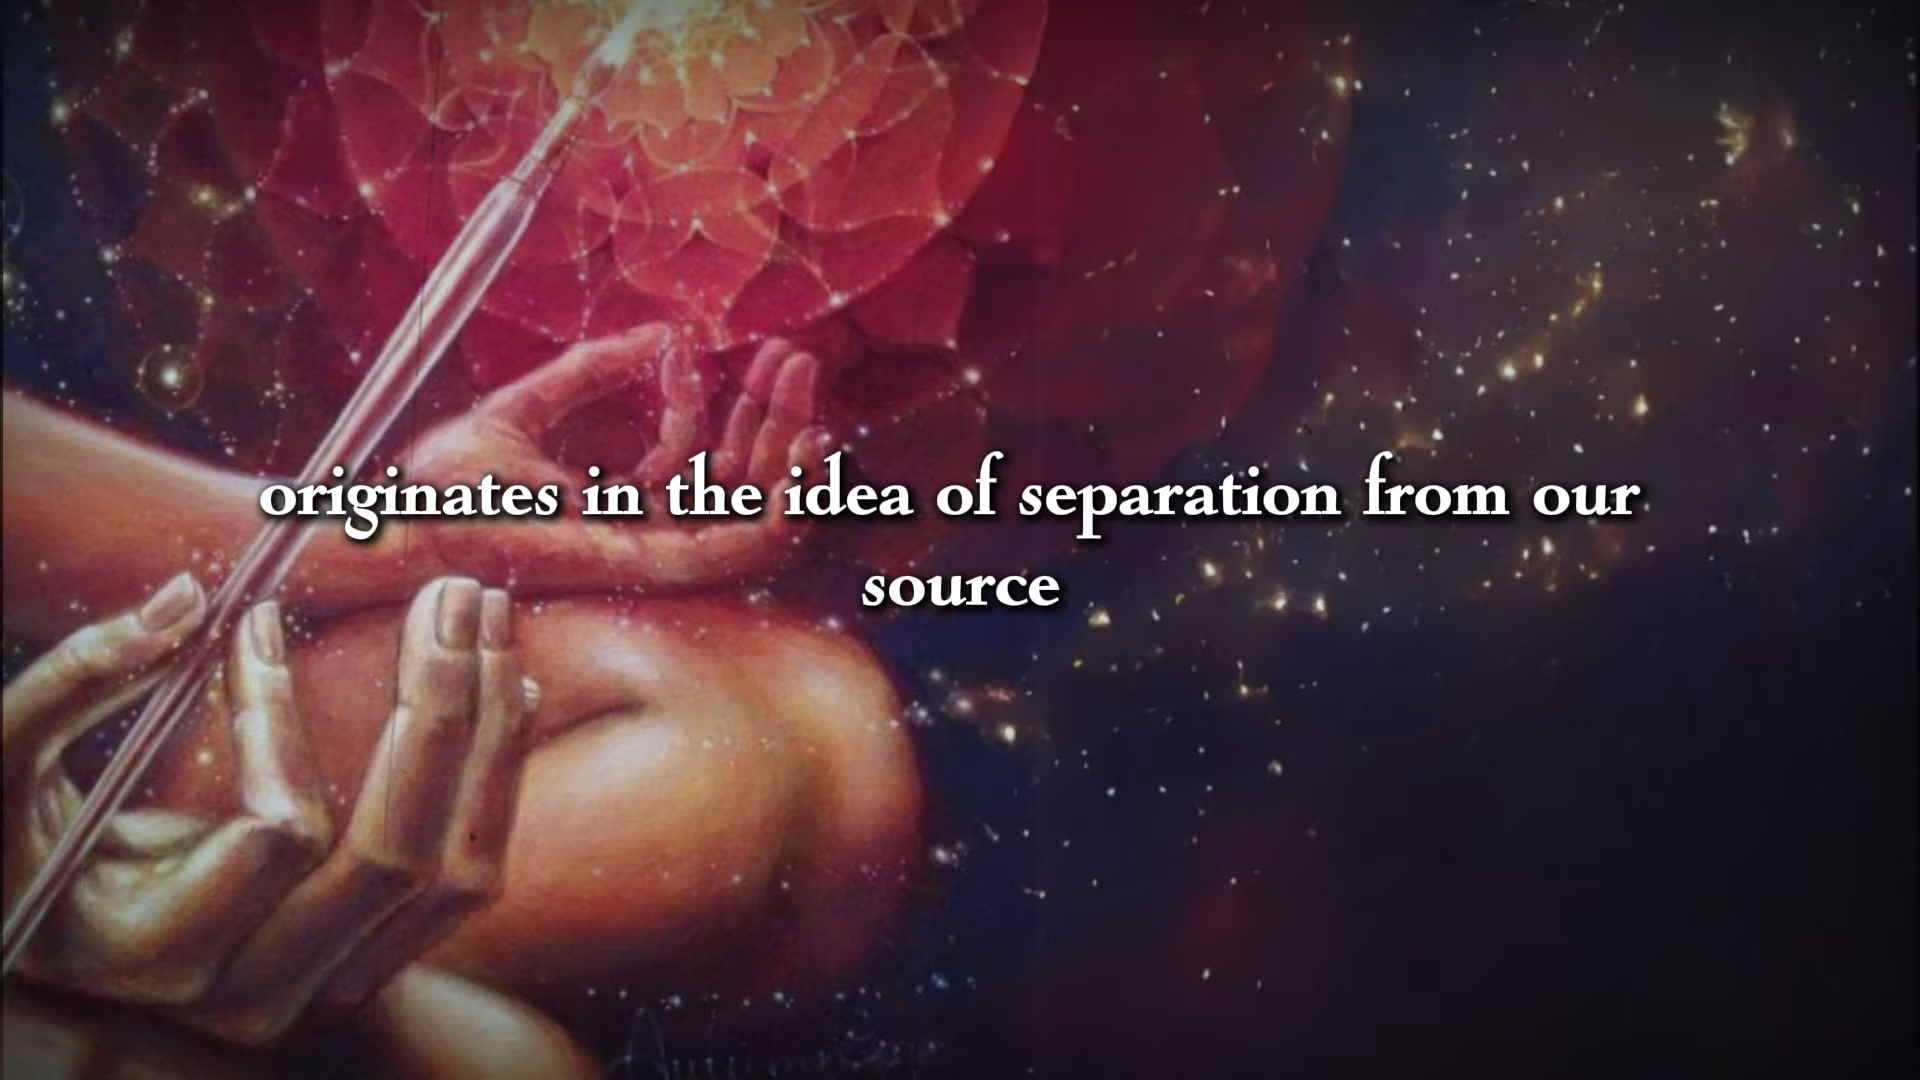 originates in the idea of separation from our
source